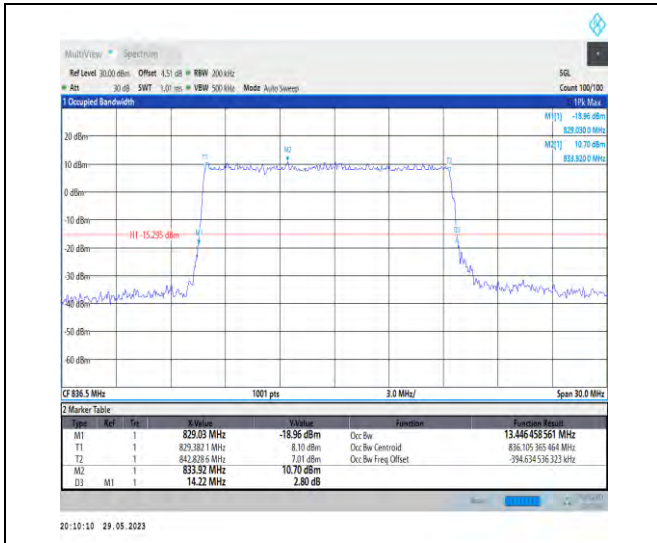 MultiView Spectrum
Ref Level 30.00 dBm Offset 4.51 dB RBW 200 kHz SGL
Att 30 dB SWT 1.01 ms VBW 500 kHz Mode Auto Sweep Count 100/100
1 Occupied Bandwidth 1Pk Max
M1[1] -18.96 dBm
829.030 0 MHz
M2[1] 10.70 dBm
833.920 0 MHz
20 dBm
10 dBm
0 dBm
-10 dBm
-20 dBm
-30 dBm
-40 dBm
-50 dBm
-60 dBm
T1
M2
T2
H1 -15.295 dBm
M1
D3
CF 836.5 MHz 1001 pts 3.0 MHz/ Span 30.0 MHz
2 Marker Table
Type Ref Trc X-Value Y-Value Function Function Result
M1 1 829.03 MHz -18.96 dBm Occ Bw 13.446 458 561 MHz
T1 1 829.382 1 MHz 8.10 dBm Occ Bw Centroid 836.105 365 464 MHz
T2 1 842.828 6 MHz 7.01 dBm Occ Bw Freq Offset -394.634 536 323 kHz
M2 1 833.92 MHz 10.70 dBm
D3 M1 1 14.22 MHz 2.80 dB
20:10:10 29.05.2023